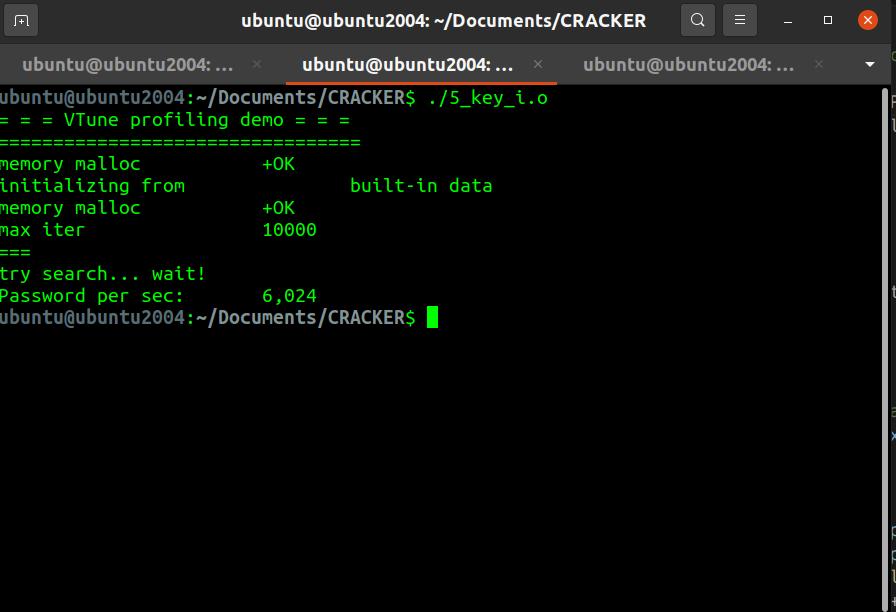 ubuntu@ubuntu2004: ~/Documents/CRACKER
ubuntu@ubuntu2004: ...
ubuntu@ubuntu2004: ...
ubuntu@ubuntu2004: ...
ubuntu@ubuntu2004:~/Documents/CRACKER$ ./5_key_i.o
= = = VTune profiling demo = = =
=================================
memory malloc +OK
initializing from built-in data
memory malloc +OK
max iter 10000
===
try search... wait!
Password per sec: 6,024
ubuntu@ubuntu2004:~/Documents/CRACKER$